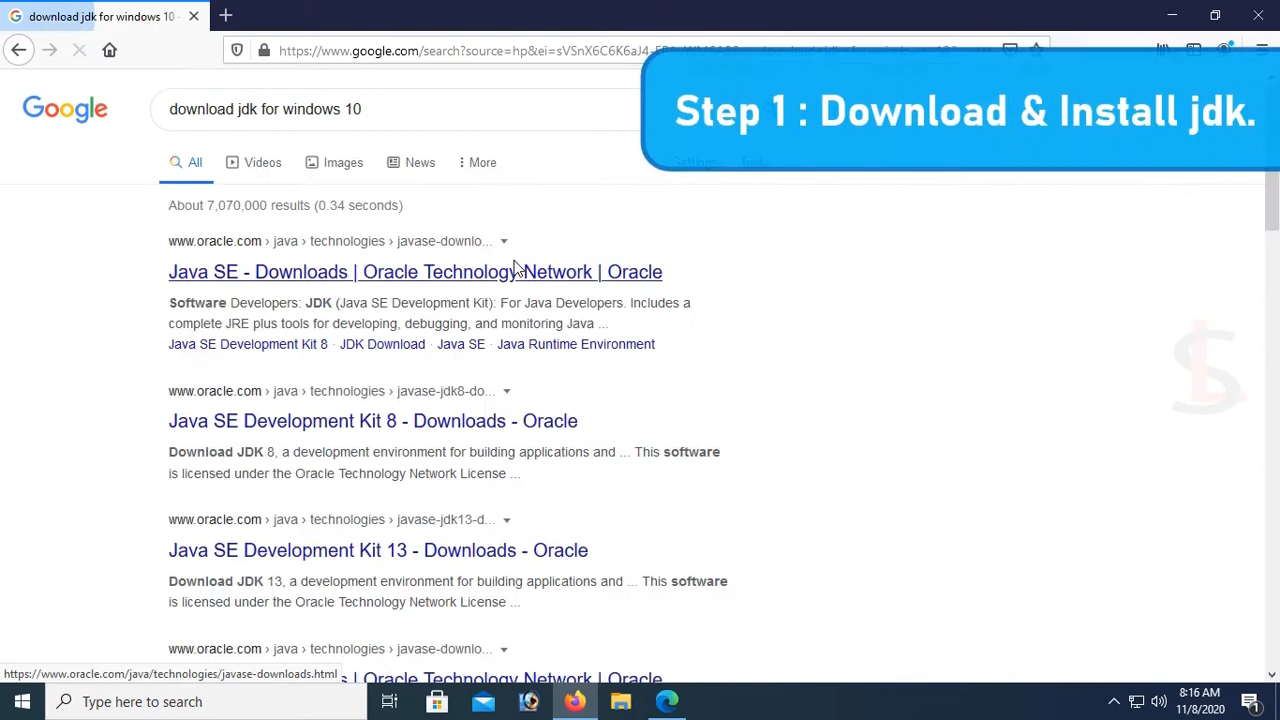 download jdk for windows 10
https://www.google.com/search?source=hp&ei=sVSnX6C6K6aJ4-
Step 1 : Download & Install jdk.
Google
download jdk for windows 10
All
Videos
Images
News
More
Settings
About 7,070,000 results (0.34 seconds)
www.oracle.com › java › technologies › javase-downlo...
Java SE - Downloads | Oracle Technology Network | Oracle
Software Developers: JDK (Java SE Development Kit): For Java Developers. Includes a
complete JRE plus tools for developing, debugging, and monitoring Java ...
Java SE Development Kit 8 · JDK Download · Java SE · Java Runtime Environment
www.oracle.com › java › technologies › javase-jdk8-do...
Java SE Development Kit 8 - Downloads - Oracle
Download JDK 8, a development environment for building applications and ... This software
is licensed under the Oracle Technology Network License ...
www.oracle.com › java › technologies › javase-jdk13-d...
Java SE Development Kit 13 - Downloads - Oracle
Download JDK 13, a development environment for building applications and ... This software
is licensed under the Oracle Technology Network License ...
www.oracle.com › java › technologies › javase-downlo...
s | Oracle Technology Network | Oracle
https://www.oracle.com/java/technologies/javase-downloads.html
Type here to search
8:16 AM
11/8/2020